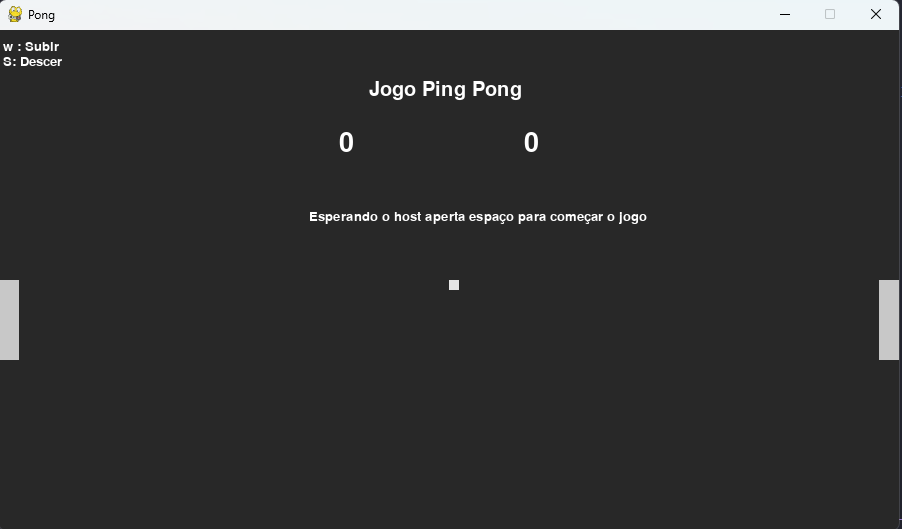 Pong
w : Subir
S: Descer
Jogo Ping Pong
0 0
Esperando o host aperta espaço para começar o jogo